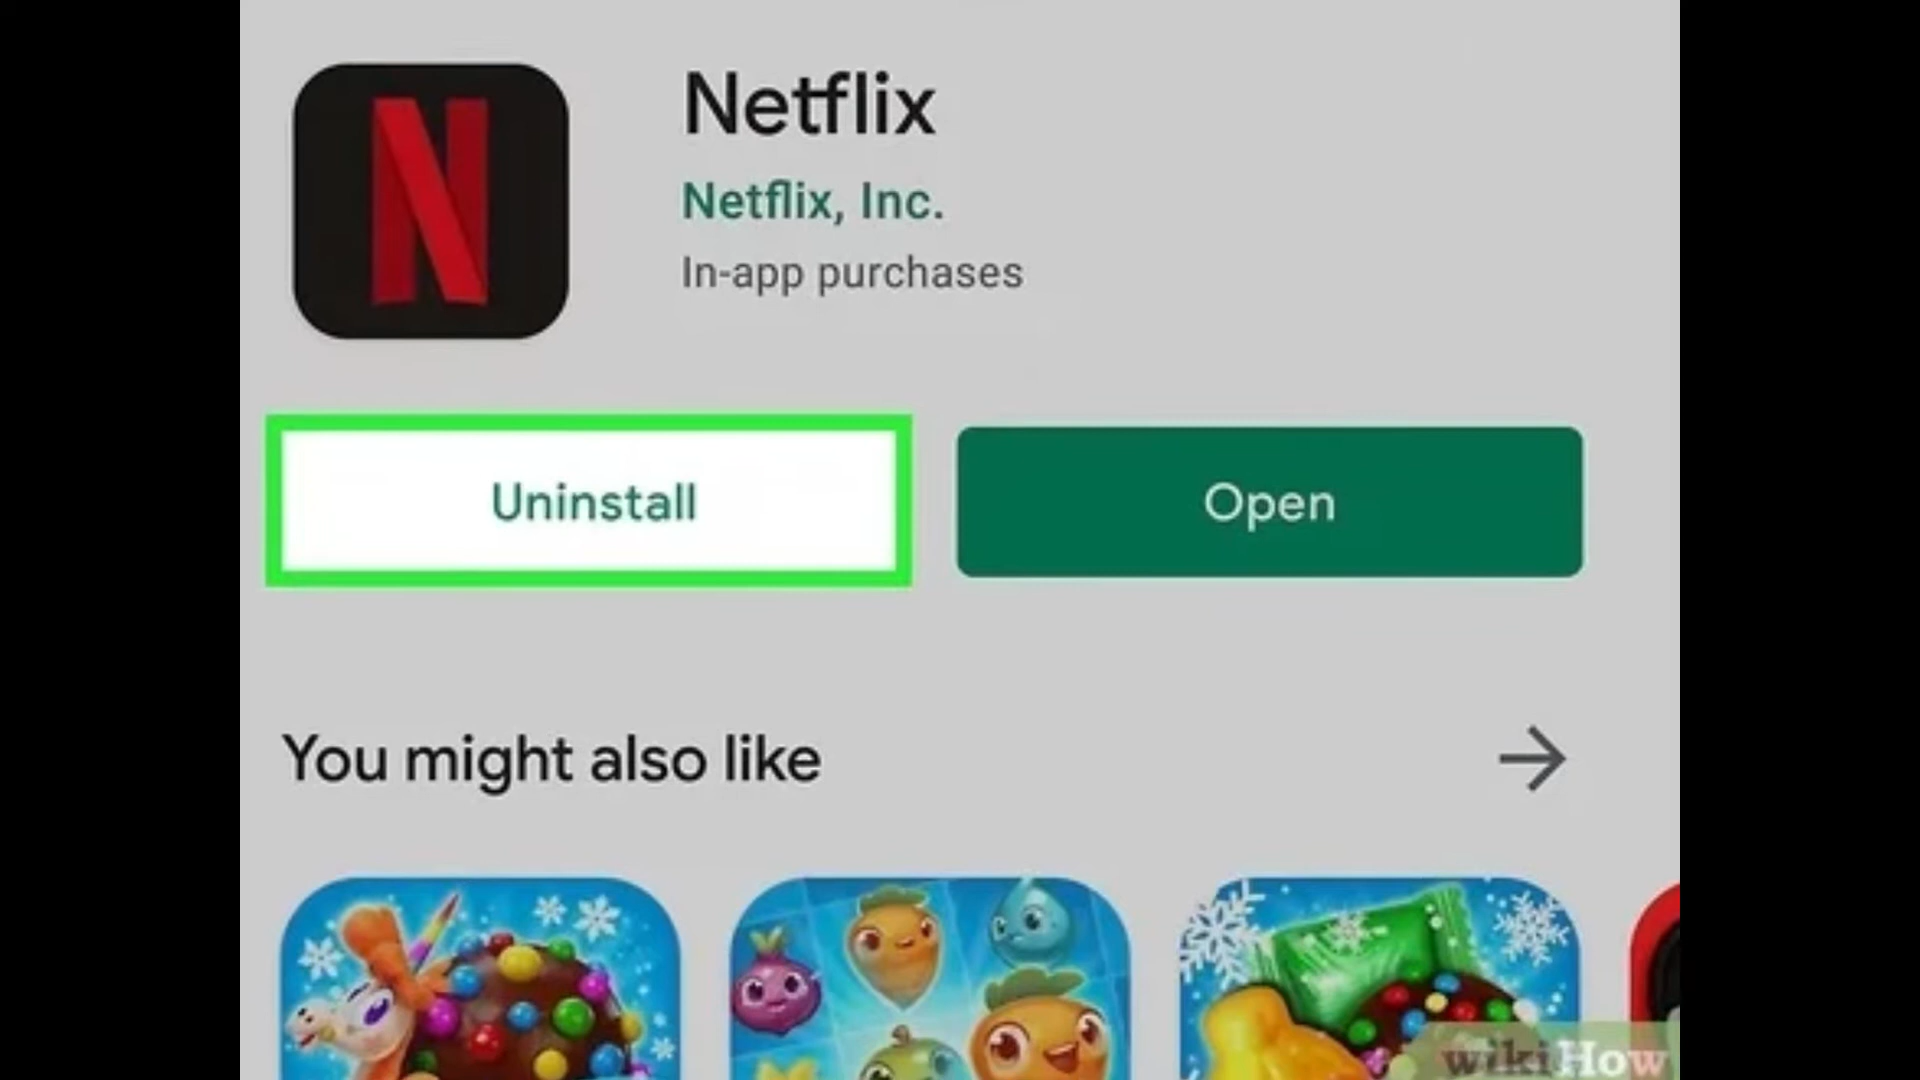 Netflix
Netflix, Inc.
In-app purchases
Uninstall
Open
You might also like
wikiHow